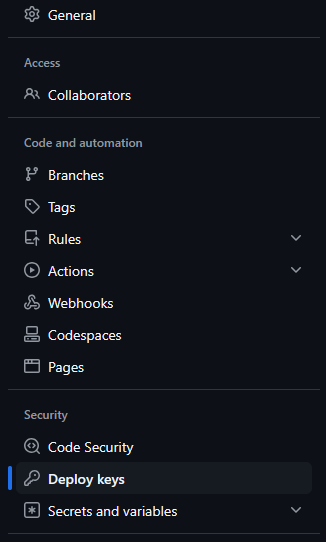 General
Access
Collaborators
Code and automation
Branches
Tags
Rules
Actions
Webhooks
Codespaces
Pages
Security
Code Security
Deploy keys
Secrets and variables